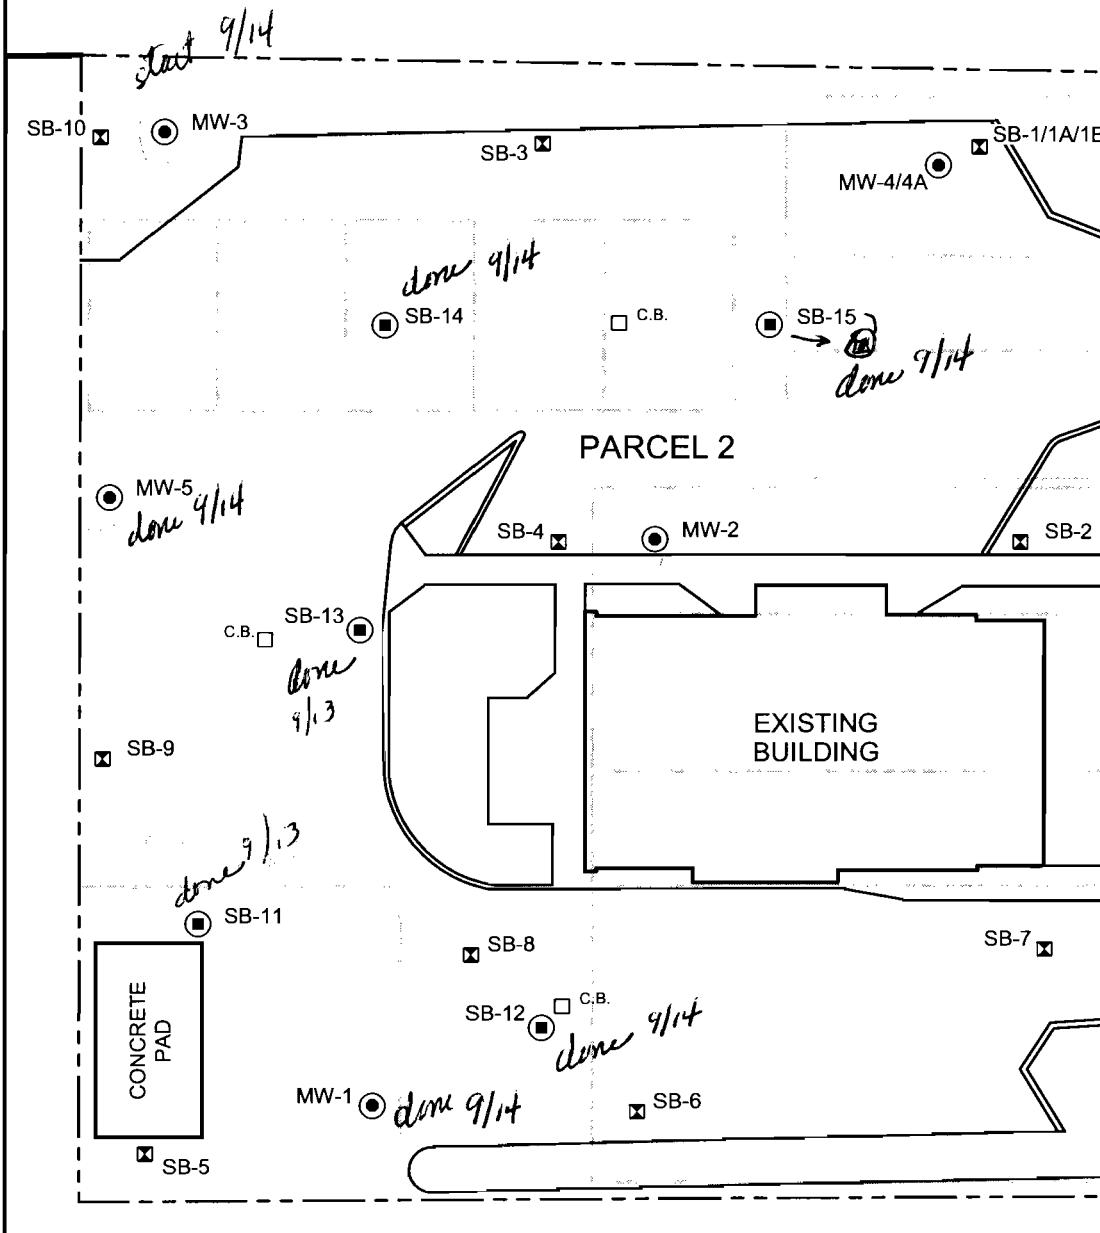 start 9/14
SB-10
MW-3
SB-3
SB-1/1A/1B
MW-4/4A
done 9/14
SB-14
C.B.
SB-15
done 9/14
PARCEL 2
MW-5
done 9/14
SB-4
MW-2
SB-2
SB-13
C.B.
done
9/13
SB-9
EXISTING
BUILDING
done 9/13
SB-11
SB-8
SB-7
CONCRETE
PAD
SB-12
C.B.
done 9/14
MW-1
done 9/14
SB-6
SB-5